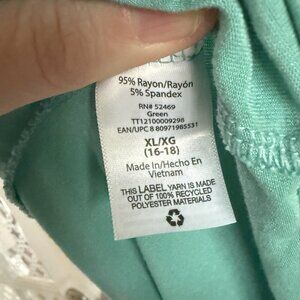 95% Rayon/Rayón
5% Spandex
RN# 52469
Green
TT12100009298
EAN/UPC 8 80971985531
XL/XG
(16-18)
Made In/Hecho En
Vietnam
THIS LABEL YARN IS MADE
OUT OF 100% RECYCLED
POLYESTER MATERIALS